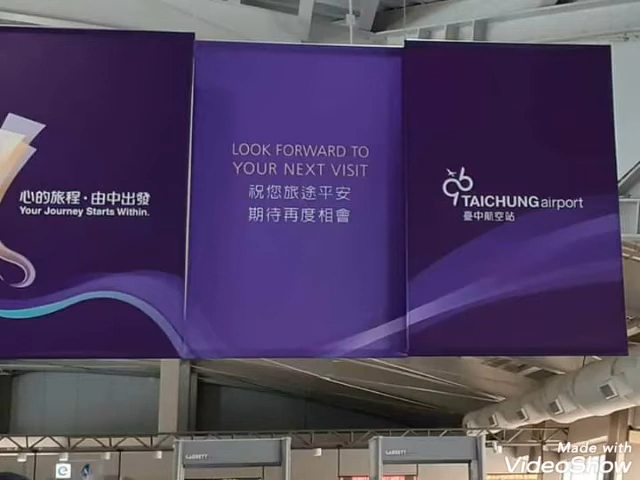 心的旅程・由中出發
Your Journey Starts Within.
LOOK FORWARD TO
YOUR NEXT VISIT
祝您旅途平安
期待再度相會
TAICHUNG airport
臺中航空站
GARRETT
GARRETT
Made with
VideoShow